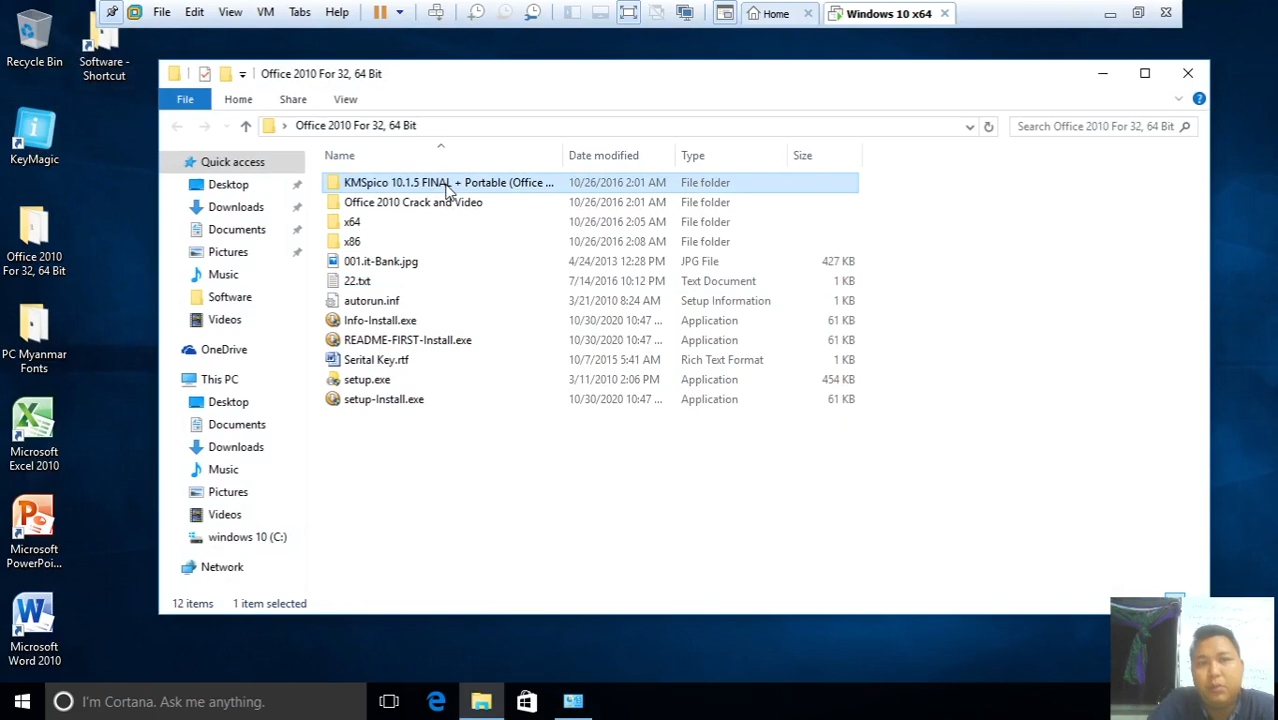 File Edit View VM Tabs Help
Home
Windows 10 x64
Recycle Bin
Software - Shortcut
KeyMagic
Office 2010 For 32, 64 Bit
PC Myanmar Fonts
Microsoft Excel 2010
Microsoft PowerPoi...
Microsoft Word 2010
Office 2010 For 32, 64 Bit
File Home Share View
Office 2010 For 32, 64 Bit
Search Office 2010 For 32, 64 Bit
Quick access
Desktop
Downloads
Documents
Pictures
Music
Software
Videos
OneDrive
This PC
Desktop
Documents
Downloads
Music
Pictures
Videos
windows 10 (C:)
Network
Name Date modified Type Size
KMSpico 10.1.5 FINAL + Portable (Office ... 10/26/2016 2:01 AM File folder
Office 2010 Crack and Video 10/26/2016 2:01 AM File folder
x64 10/26/2016 2:05 AM File folder
x86 10/26/2016 2:08 AM File folder
001.it-Bank.jpg 4/24/2013 12:28 PM JPG File 427 KB
22.txt 7/14/2016 10:12 PM Text Document 1 KB
autorun.inf 3/21/2010 8:24 AM Setup Information 1 KB
Info-Install.exe 10/30/2020 10:47 ... Application 61 KB
README-FIRST-Install.exe 10/30/2020 10:47 ... Application 61 KB
Serital Key.rtf 10/7/2015 5:41 AM Rich Text Format 1 KB
setup.exe 3/11/2010 2:06 PM Application 454 KB
setup-Install.exe 10/30/2020 10:47 ... Application 61 KB
12 items 1 item selected
I'm Cortana. Ask me anything.